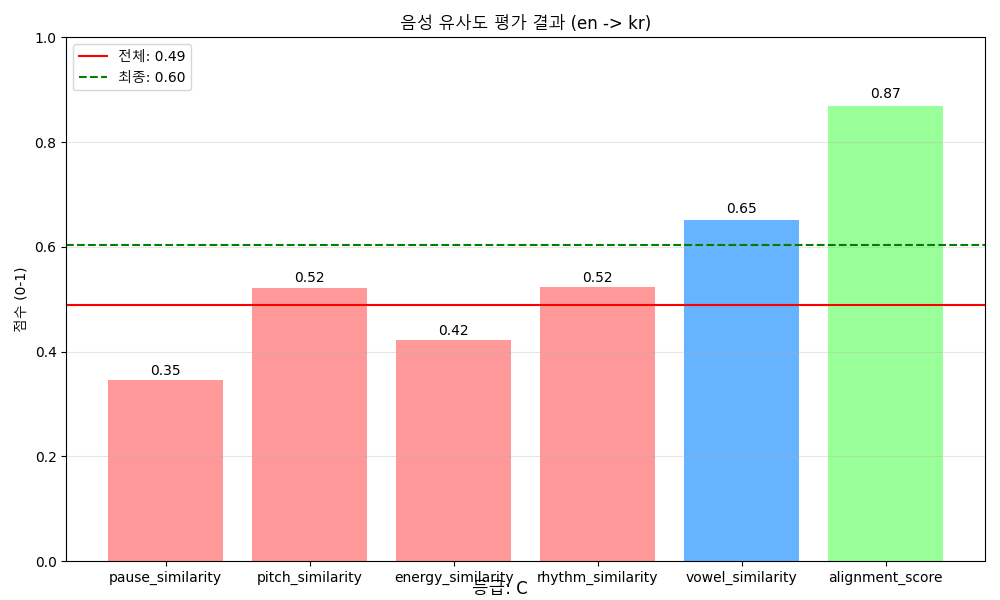 음성 유사도 평가 결과 (en -> kr)
전체: 0.49
최종: 0.60
점수 (0-1)
1.0
0.8
0.6
0.4
0.2
0.0
0.35
0.52
0.42
0.52
0.65
0.87
pause_similarity pitch_similarity energy_similarity rhythm_similarity vowel_similarity alignment_score
등급: C